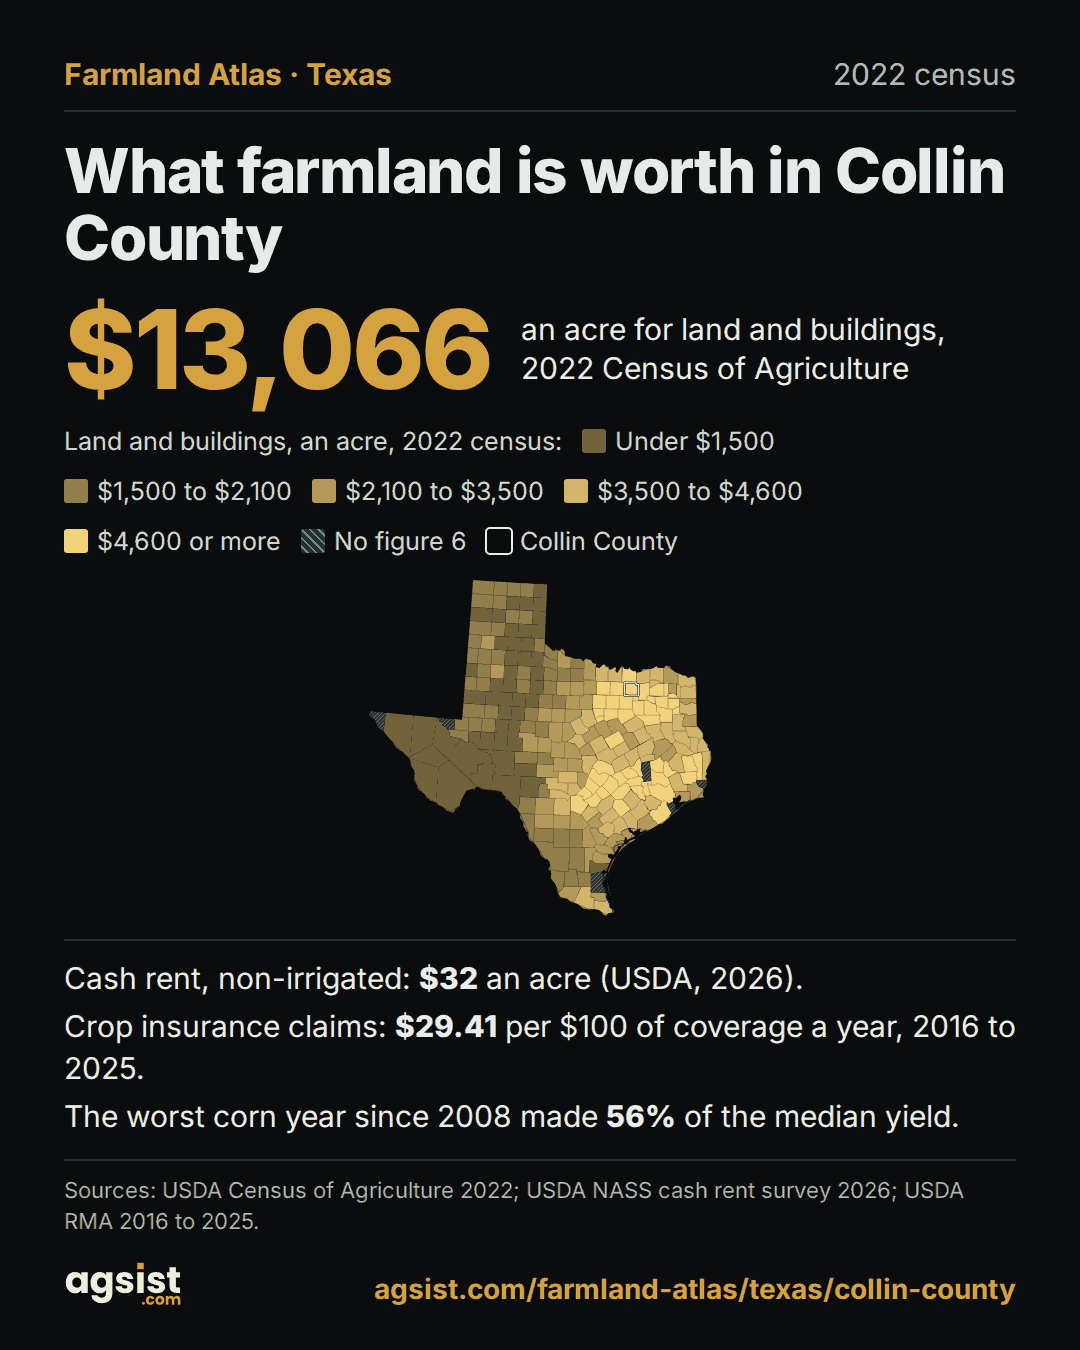 Farmland Atlas · Texas
2022 census
What farmland is worth in Collin
County
$13,066
an acre for land and buildings,
2022 Census of Agriculture
Land and buildings, an acre, 2022 census: Under $1,500
$1,500 to $2,100 $2,100 to $3,500 $3,500 to $4,600
$4,600 or more No figure 6 Collin County
Cash rent, non-irrigated: $32 an acre (USDA, 2026).
Crop insurance claims: $29.41 per $100 of coverage a year, 2016 to
2025.
The worst corn year since 2008 made 56% of the median yield.
Sources: USDA Census of Agriculture 2022; USDA NASS cash rent survey 2026; USDA
RMA 2016 to 2025.
agsist
.com
agsist.com/farmland-atlas/texas/collin-county